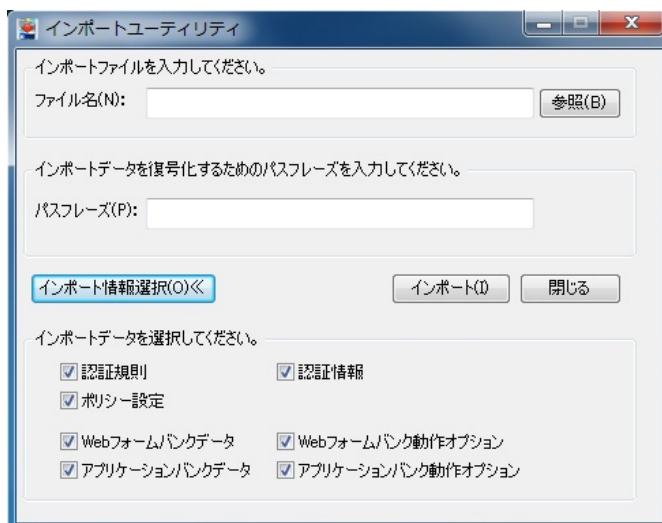 インポートユーティリティ
インポートファイルを入力してください。
ファイル名(N):
参照(B)
インポートデータを復号化するためのパスフレーズを入力してください。
パスフレーズ(P):
インポート情報選択(O)≪ インポート(I) 閉じる
インポートデータを選択してください。
認証規則 認証情報
ポリシー設定
Webフォームバンクデータ Webフォームバンク動作オプション
アプリケーションバンクデータ アプリケーションバンク動作オプション